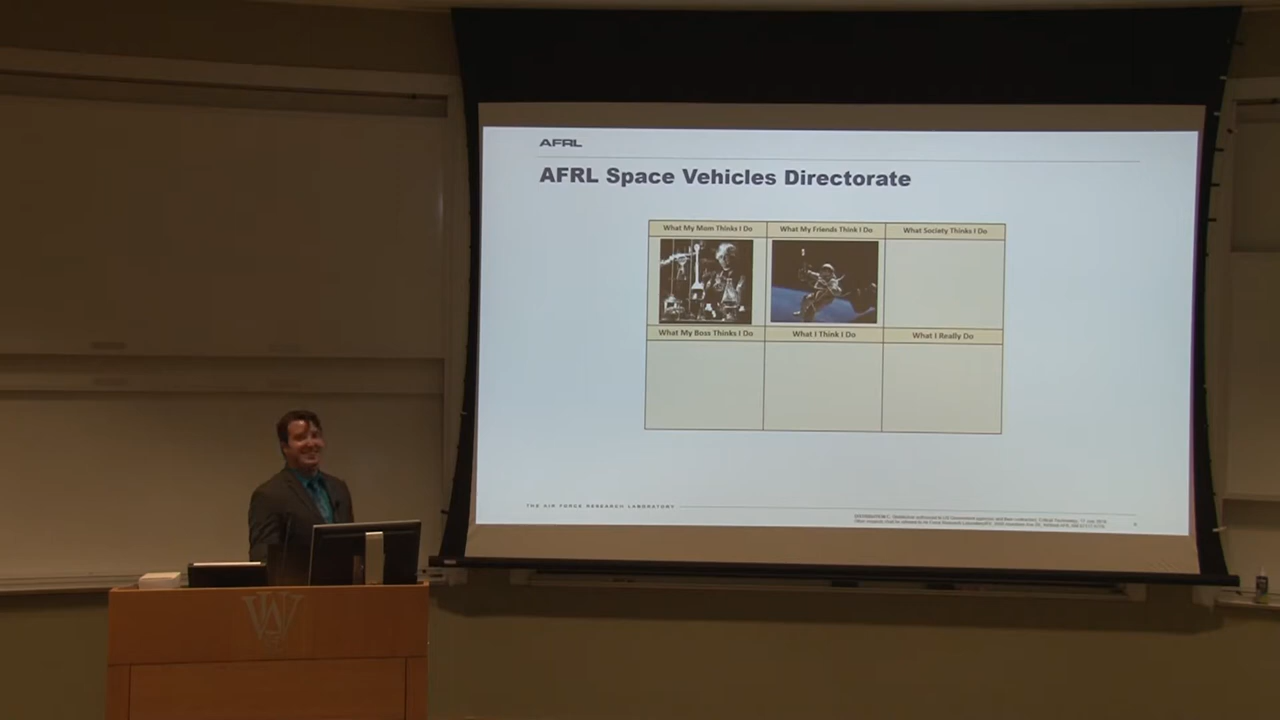 AFRL
AFRL Space Vehicles Directorate
What My Mom Thinks I Do
What My Friends Think I Do
What Society Thinks I Do
What My Boss Thinks I Do
What I Think I Do
What I Really Do
THE AIR FORCE RESEARCH LABORATORY
W